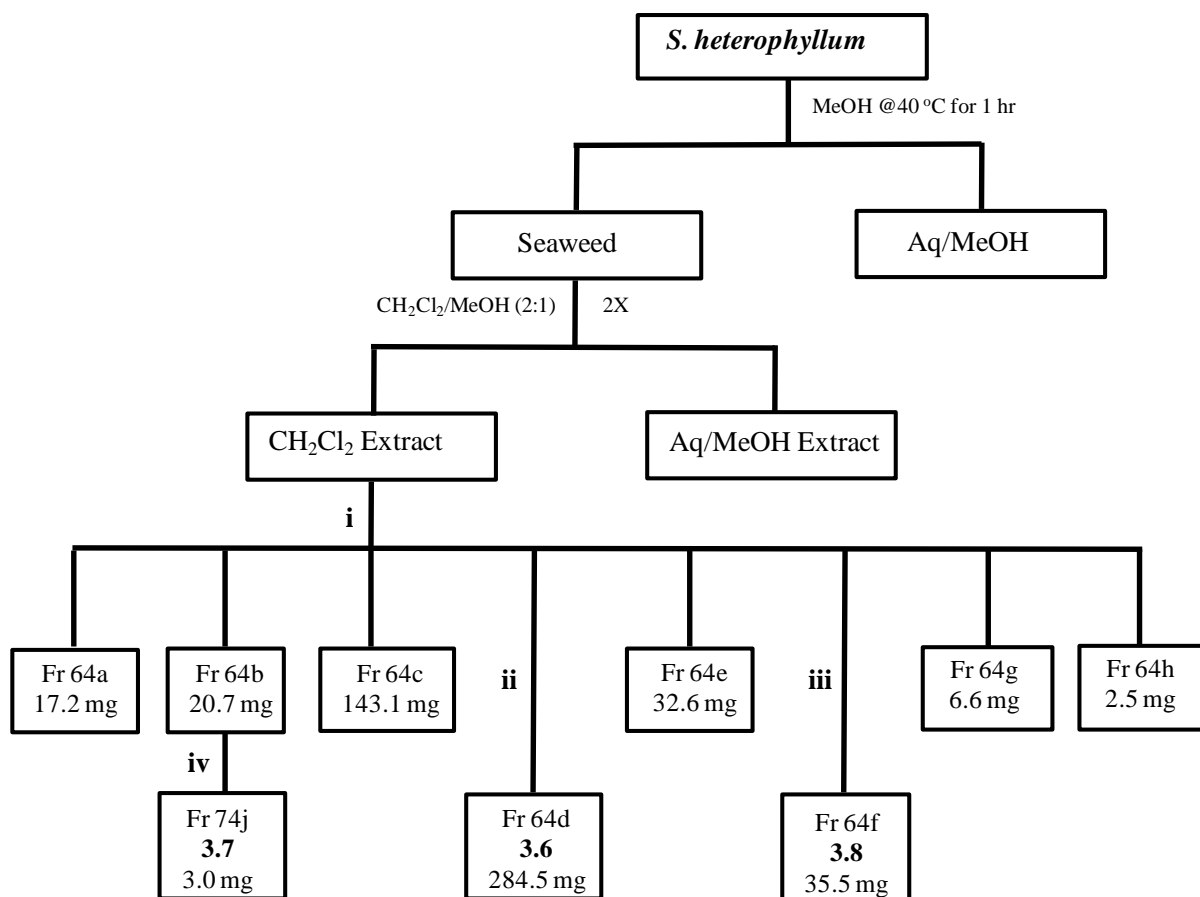 S. heterophyllum
MeOH @40 °C for 1 hr
Seaweed
Aq/MeOH
CH₂Cl₂/MeOH (2:1) 2X
CH₂Cl₂ Extract
Aq/MeOH Extract
i
Fr 64a
17.2 mg
Fr 64b
20.7 mg
Fr 64c
143.1 mg
ii
Fr 64e
32.6 mg
iii
Fr 64g
6.6 mg
Fr 64h
2.5 mg
iv
Fr 74j
3.7
3.0 mg
Fr 64d
3.6
284.5 mg
Fr 64f
3.8
35.5 mg